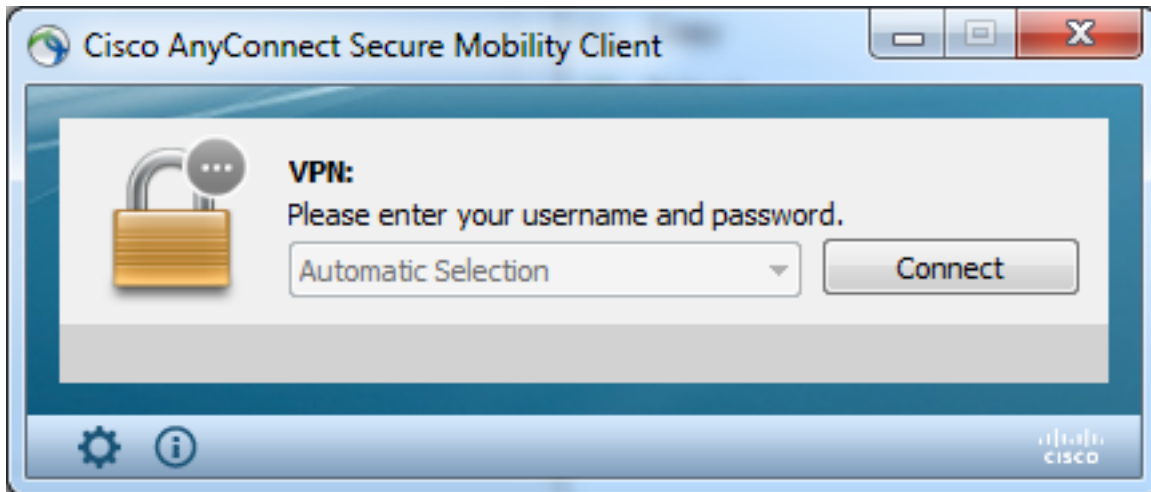 Cisco AnyConnect Secure Mobility Client
VPN:
Please enter your username and password.
Automatic Selection
Connect
CISCO